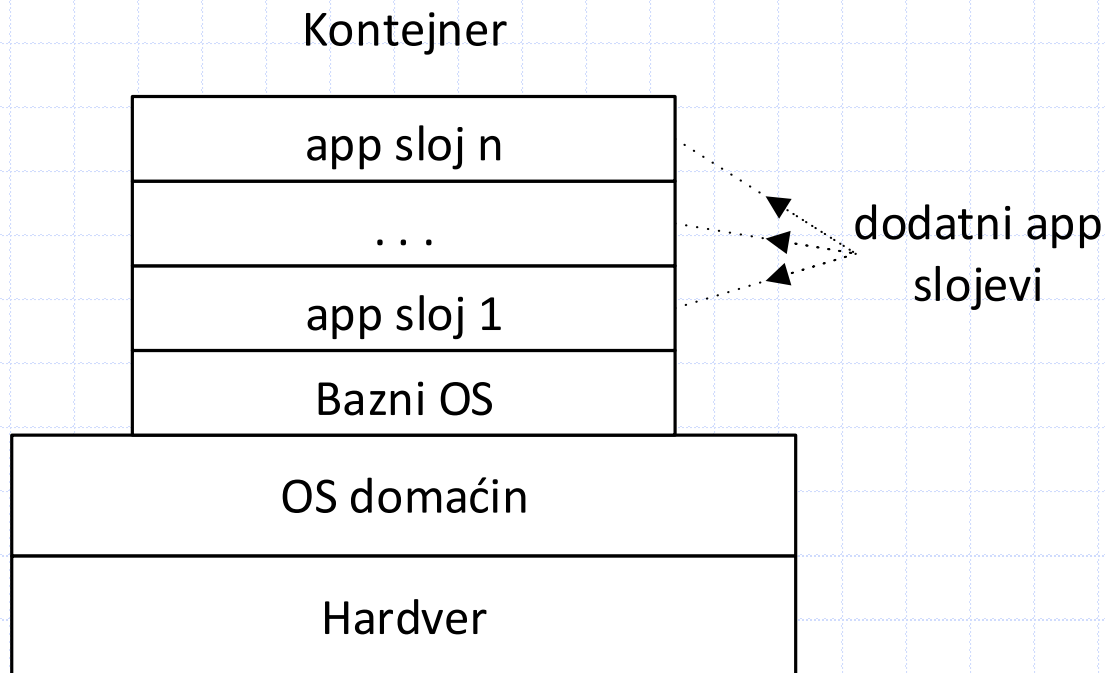 Kontejner
app sloj n
. . .
dodatni app
slojevi
app sloj 1
Bazni OS
OS domaćin
Hardver